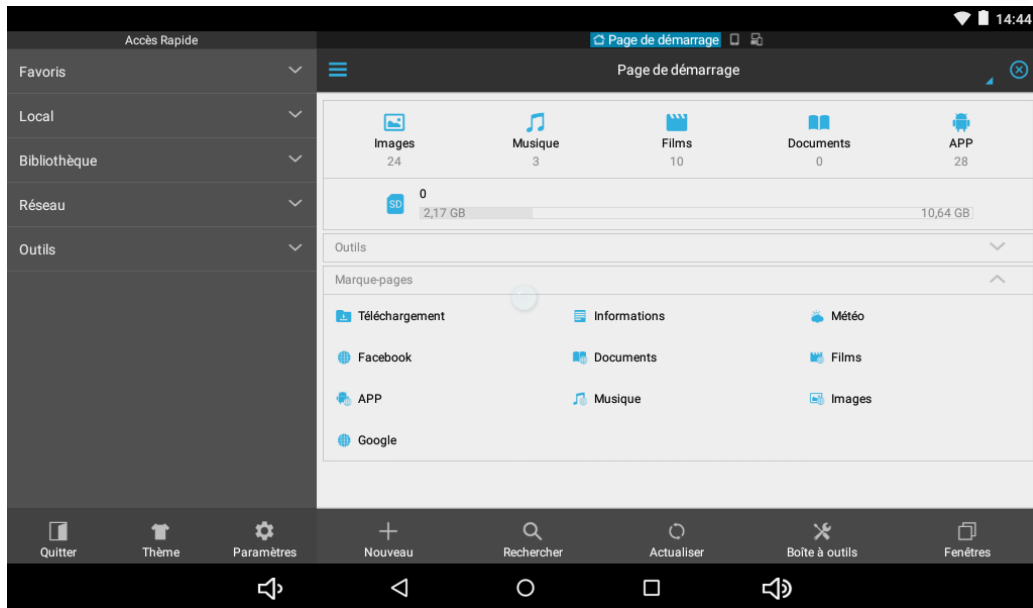 14:44
Accès Rapide
Page de démarrage
Favoris
Page de démarrage
Local
Bibliothèque
Réseau
Outils
Images
Musique
Films
Documents
APP
24
3
10
0
28
SD
0
2,17 GB
10,64 GB
Outils
Marque-pages
Téléchargement
Informations
Météo
Facebook
Documents
Films
APP
Musique
Images
Google
Quitter
Thème
Paramètres
Nouveau
Rechercher
Actualiser
Boîte à outils
Fenêtres